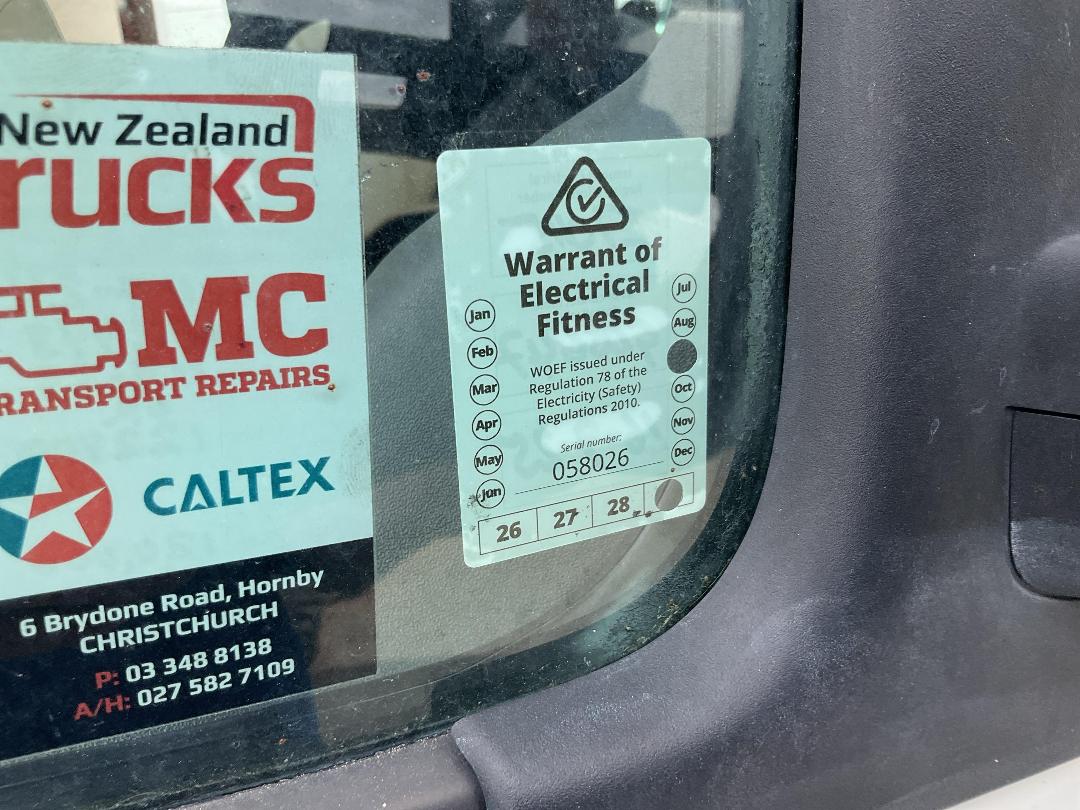 New Zealand
TRUCKS
MC
TRANSPORT REPAIRS
CALTEX
6 Brydone Road, Hornby
CHRISTCHURCH
P: 03 348 8138
A/H: 027 582 7109
Warrant of
Electrical
Fitness
WOEF issued under
Regulation 78 of the
Electricity (Safety)
Regulations 2010.
Serial number:
058026
Jan
Feb
Mar
Apr
May
Jun
Jul
Aug
Oct
Nov
Dec
26 27 28